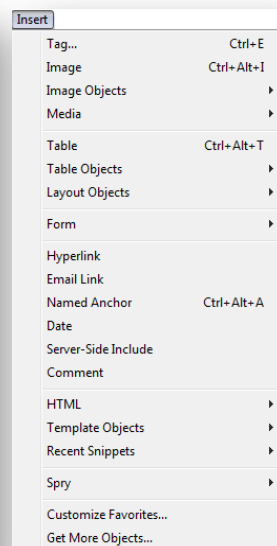 Insert
Tag... Ctrl+E
Image Ctrl+Alt+I
Image Objects
Media
Table Ctrl+Alt+T
Table Objects
Layout Objects
Form
Hyperlink
Email Link
Named Anchor Ctrl+Alt+A
Date
Server-Side Include
Comment
HTML
Template Objects
Recent Snippets
Spry
Customize Favorites...
Get More Objects...